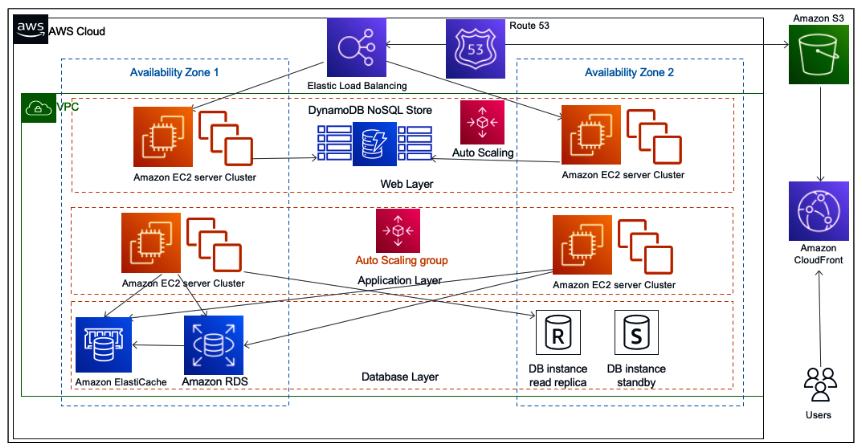 aws
AWS Cloud
Route 53
53
Amazon S3
Elastic Load Balancing
Availability Zone 1
Availability Zone 2
VPC
DynamoDB NoSQL Store
Auto Scaling
Amazon EC2 server Cluster
Amazon EC2 server Cluster
Web Layer
Auto Scaling group
Amazon EC2 server Cluster
Application Layer
Amazon EC2 server Cluster
Amazon
CloudFront
R
S
Amazon ElastiCache
Amazon RDS
Database Layer
DB instance
read replica
DB instance
standby
Users